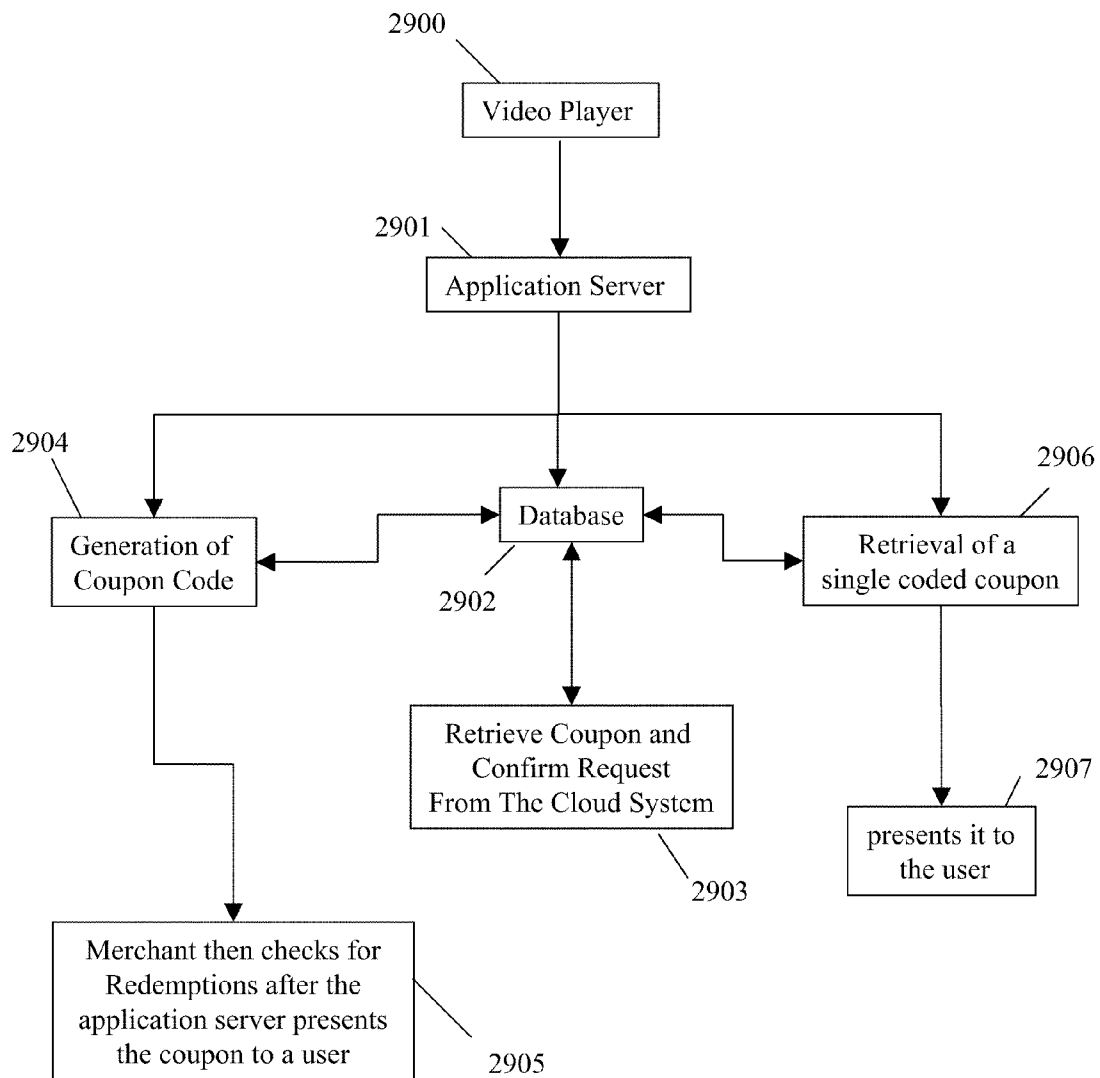 2900
Video Player
2901
Application Server
2904
2906
Generation of
Coupon Code
Database
2902
Retrieval of a
single coded coupon
Retrieve Coupon and
Confirm Request
From The Cloud System
2903
2907
presents it to
the user
Merchant then checks for
Redemptions after the
application server presents
the coupon to a user
2905